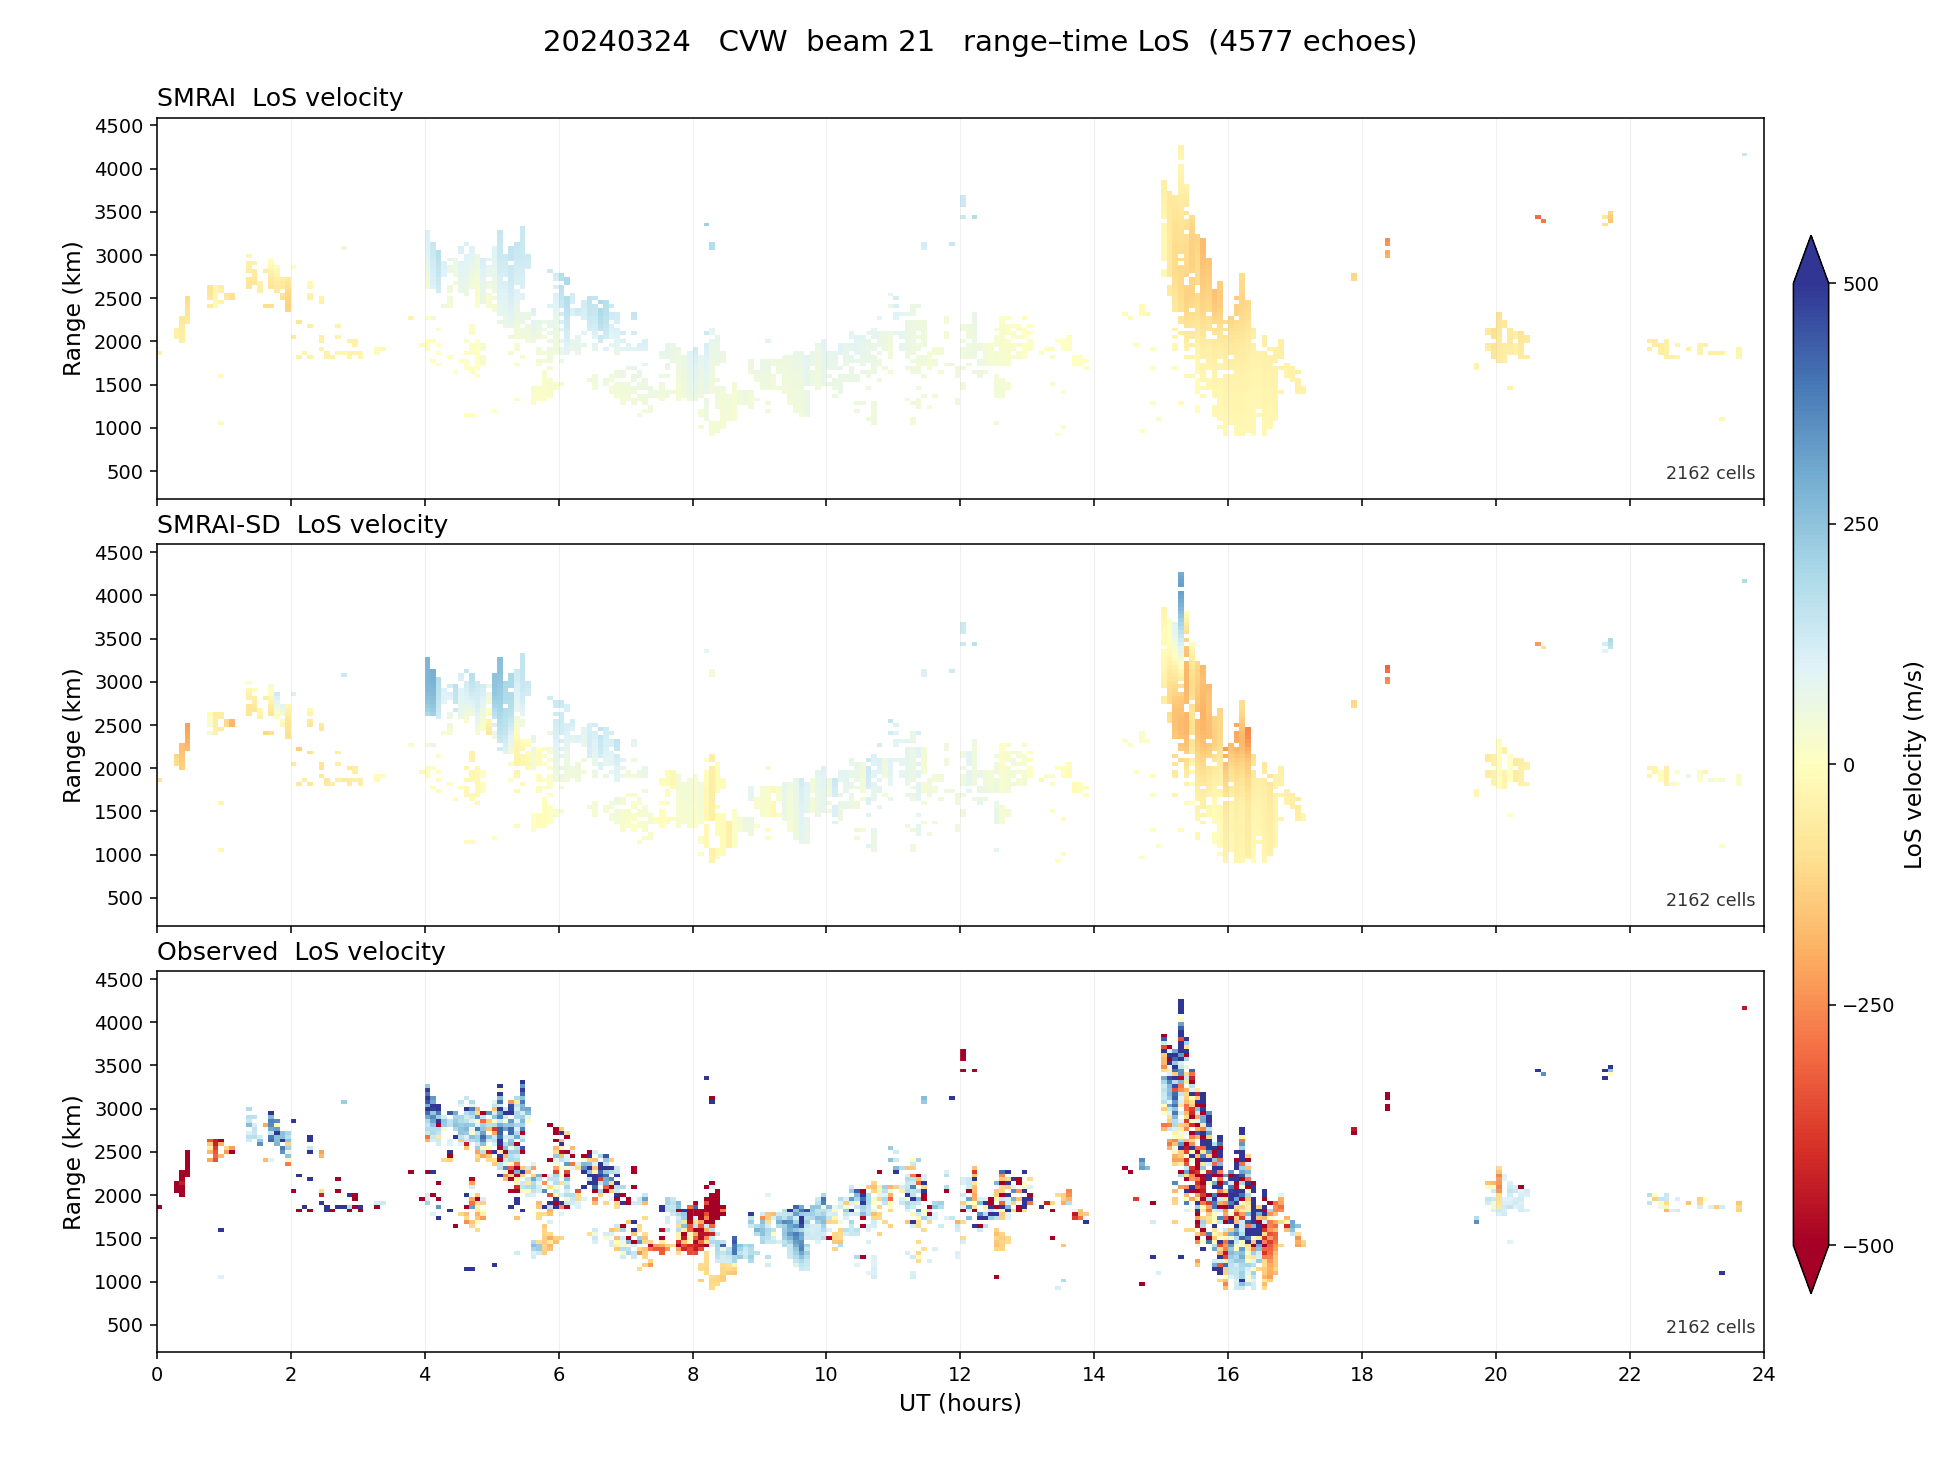 20240324   CVW  beam 21   range–time LoS  (4577 echoes)
SMRAI  LoS velocity
4500
4000
3500
3000
2500
2000
1500
1000
500
Range (km)
2162 cells
SMRAI-SD  LoS velocity
4500
4000
3500
3000
2500
2000
1500
1000
500
Range (km)
2162 cells
Observed  LoS velocity
4500
4000
3500
3000
2500
2000
1500
1000
500
Range (km)
2162 cells
0 2 4 6 8 10 12 14 16 18 20 22 24
UT (hours)
500
250
0
−250
−500
LoS velocity (m/s)